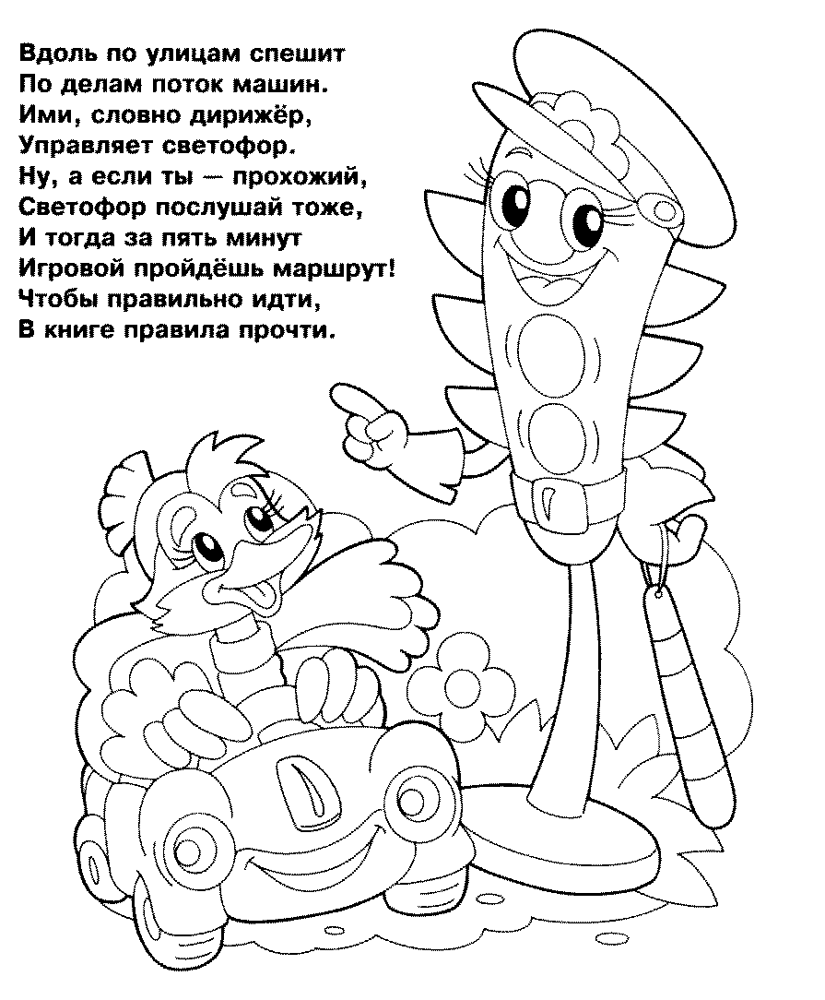 Вдоль по улицам спешит
По делам поток машин.
Ими, словно дирижёр,
Управляет светофор.
Ну, а если ты — прохожий,
Светофор послушай тоже,
И тогда за пять минут
Игровой пройдёшь маршрут!
Чтобы правильно идти,
В книге правила прочти.